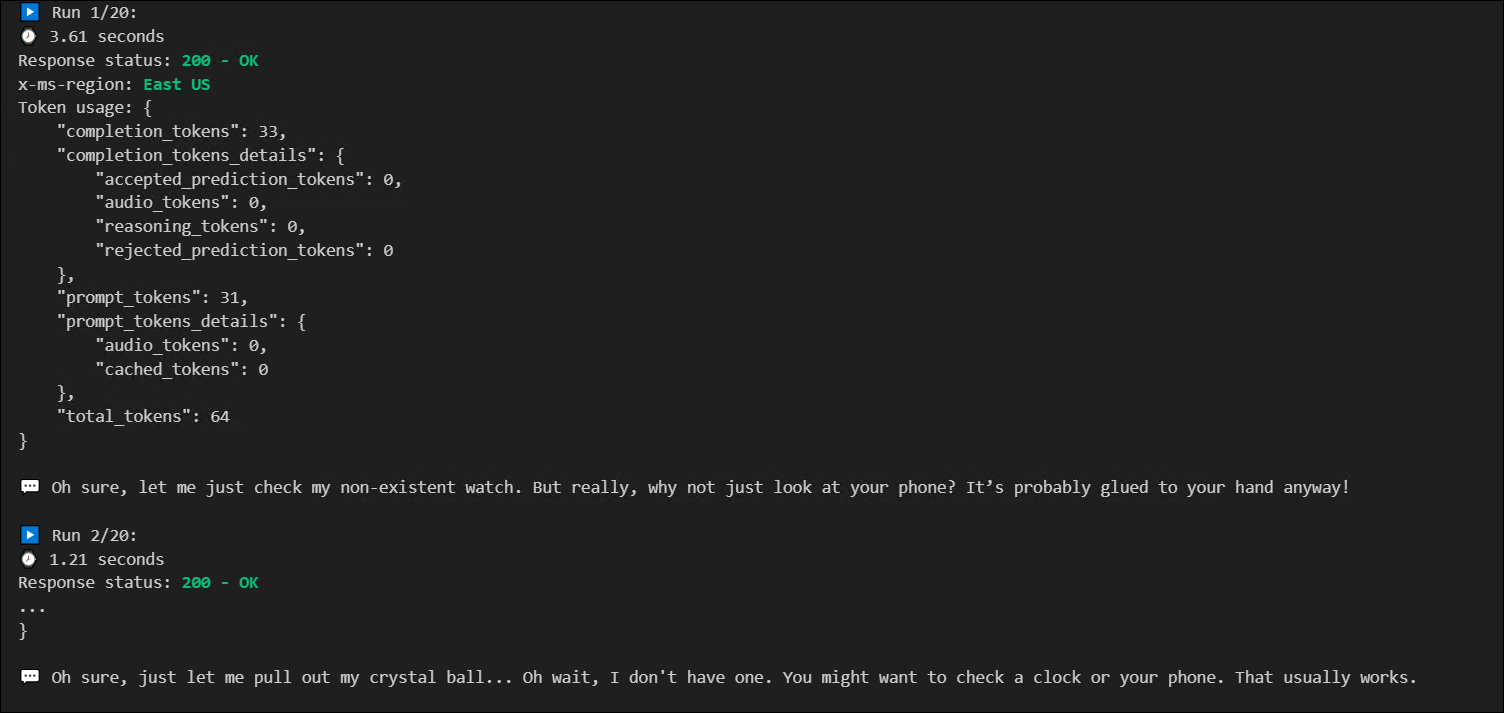 ▶️ Run 1/20:
🕗 3.61 seconds
Response status: 200 - OK
x-ms-region: East US
Token usage: {
    "completion_tokens": 33,
    "completion_tokens_details": {
        "accepted_prediction_tokens": 0,
        "audio_tokens": 0,
        "reasoning_tokens": 0,
        "rejected_prediction_tokens": 0
    },
    "prompt_tokens": 31,
    "prompt_tokens_details": {
        "audio_tokens": 0,
        "cached_tokens": 0
    },
    "total_tokens": 64
}
💬 Oh sure, let me just check my non-existent watch. But really, why not just look at your phone? It’s probably glued to your hand anyway!
▶️ Run 2/20:
🕗 1.21 seconds
Response status: 200 - OK
...
}
💬 Oh sure, just let me pull out my crystal ball... Oh wait, I don't have one. You might want to check a clock or your phone. That usually works.